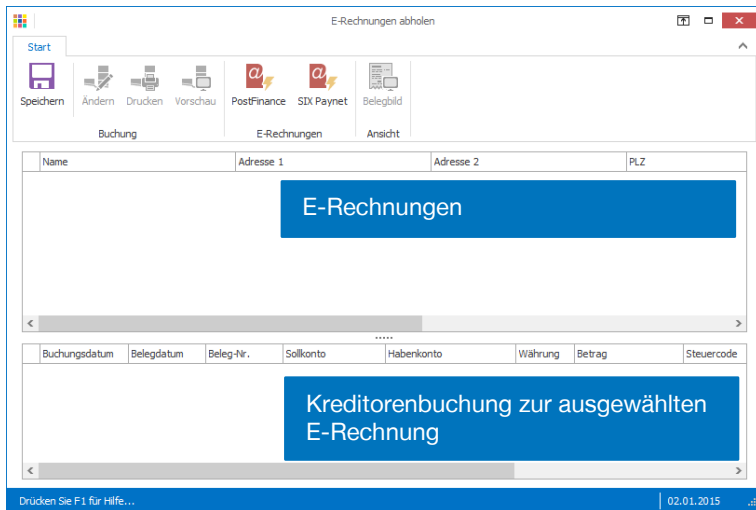 E-Rechnungen abholen
Start
Speichern Ändern Drucken Vorschau PostFinance SIX Paynet Belegbild
Buchung E-Rechnungen Ansicht
Name Adresse 1 Adresse 2 PLZ
E-Rechnungen
Buchungsdatum Belegdatum Beleg-Nr. Sollkonto Habenkonto Währung Betrag Steuercode
Kreditorenbuchung zur ausgewählten
E-Rechnung
Drücken Sie F1 für Hilfe... 02.01.2015